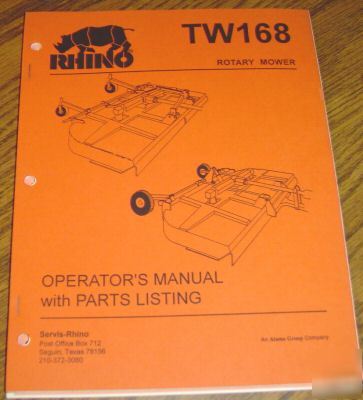 RHINO
TW168
ROTARY MOWER
OPERATOR'S MANUAL
with PARTS LISTING
Servis-Rhino
Post Office Box 712
Seguin, Texas 78156
210-372-3080
An Alamo Group Company